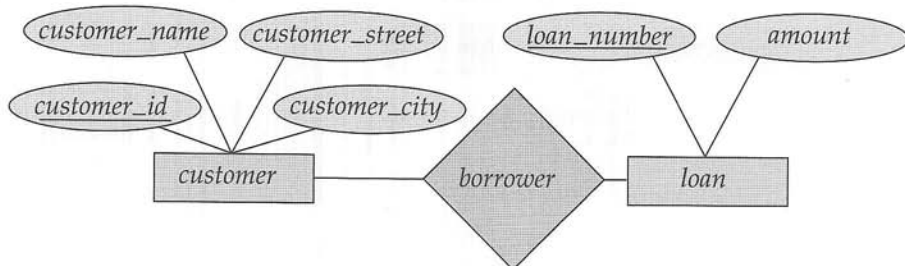 customer_name
customer_street
loan_number
amount
customer_id
customer_city
customer
borrower
loan